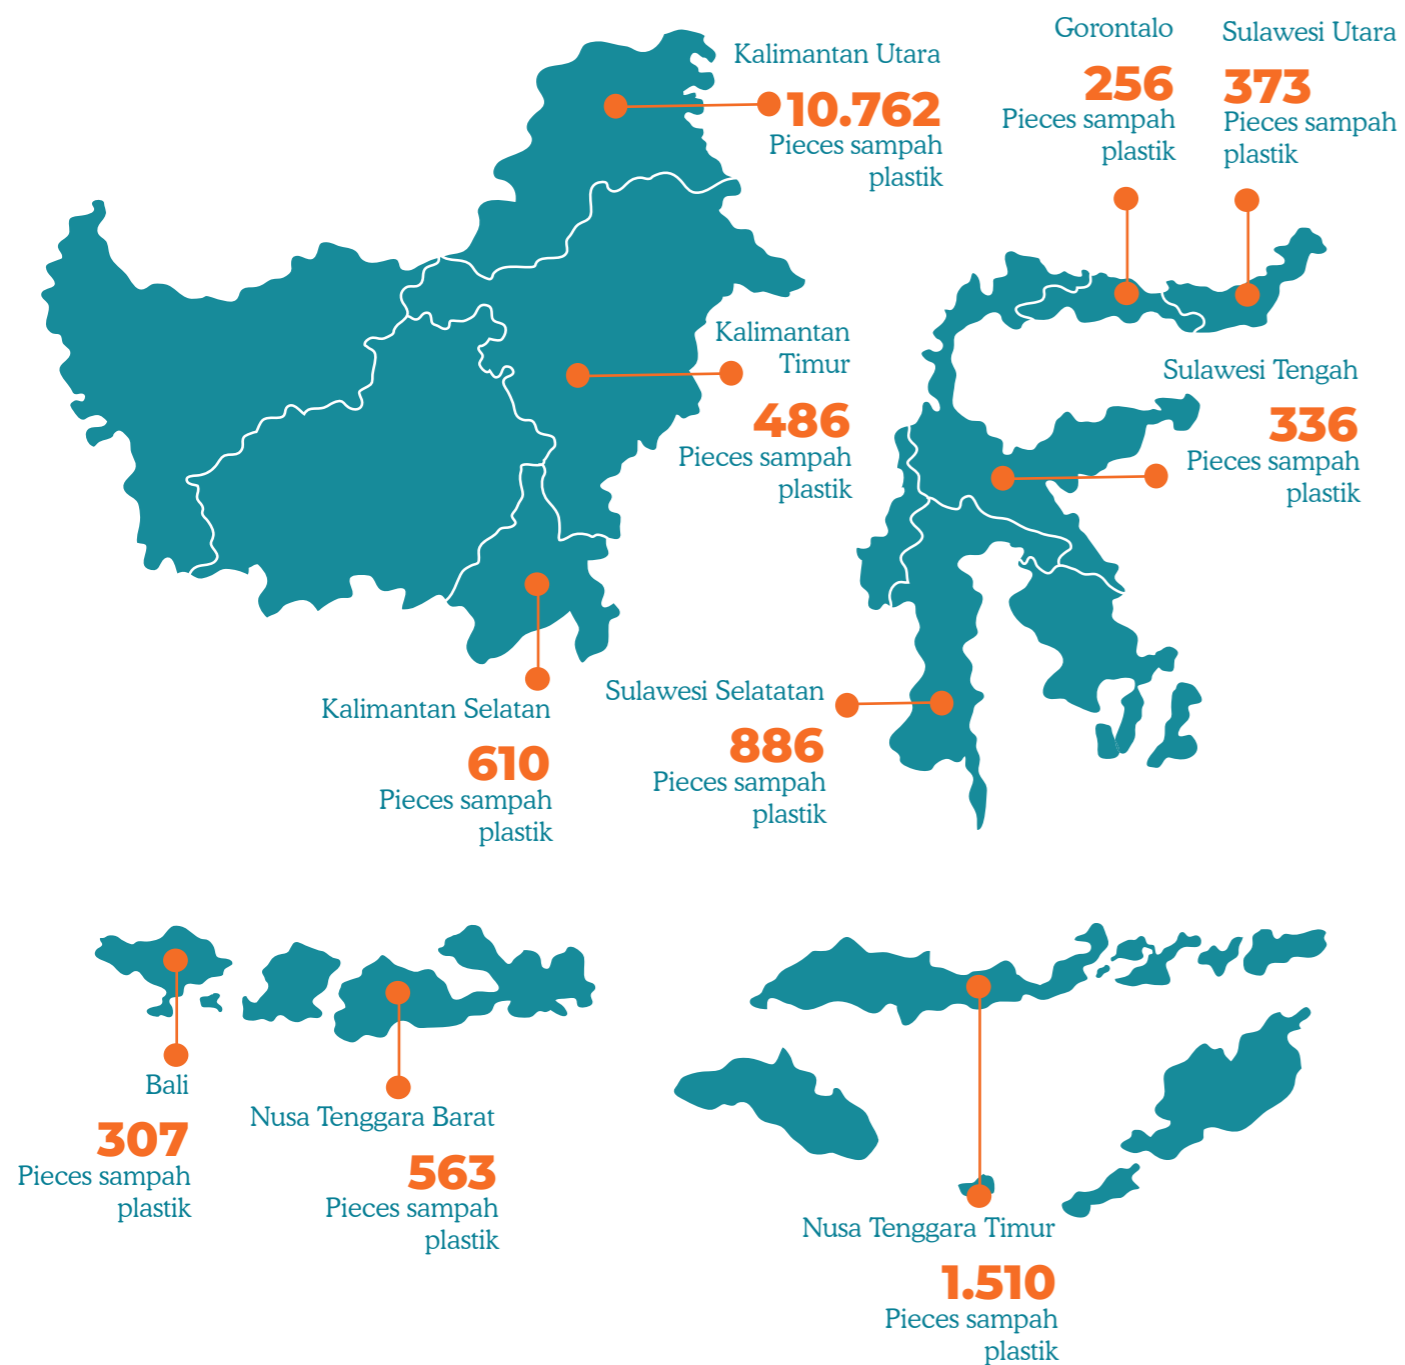 Kalimantan Utara
10.762
Pieces sampah
plastik
Gorontalo
256
Pieces sampah
plastik
Sulawesi Utara
373
Pieces sampah
plastik
Kalimantan
Timur
486
Pieces sampah
plastik
Sulawesi Tengah
336
Pieces sampah
plastik
Kalimantan Selatan
610
Pieces sampah
plastik
Sulawesi Selatatan
886
Pieces sampah
plastik
Bali
307
Pieces sampah
plastik
Nusa Tenggara Barat
563
Pieces sampah
plastik
Nusa Tenggara Timur
1.510
Pieces sampah
plastik